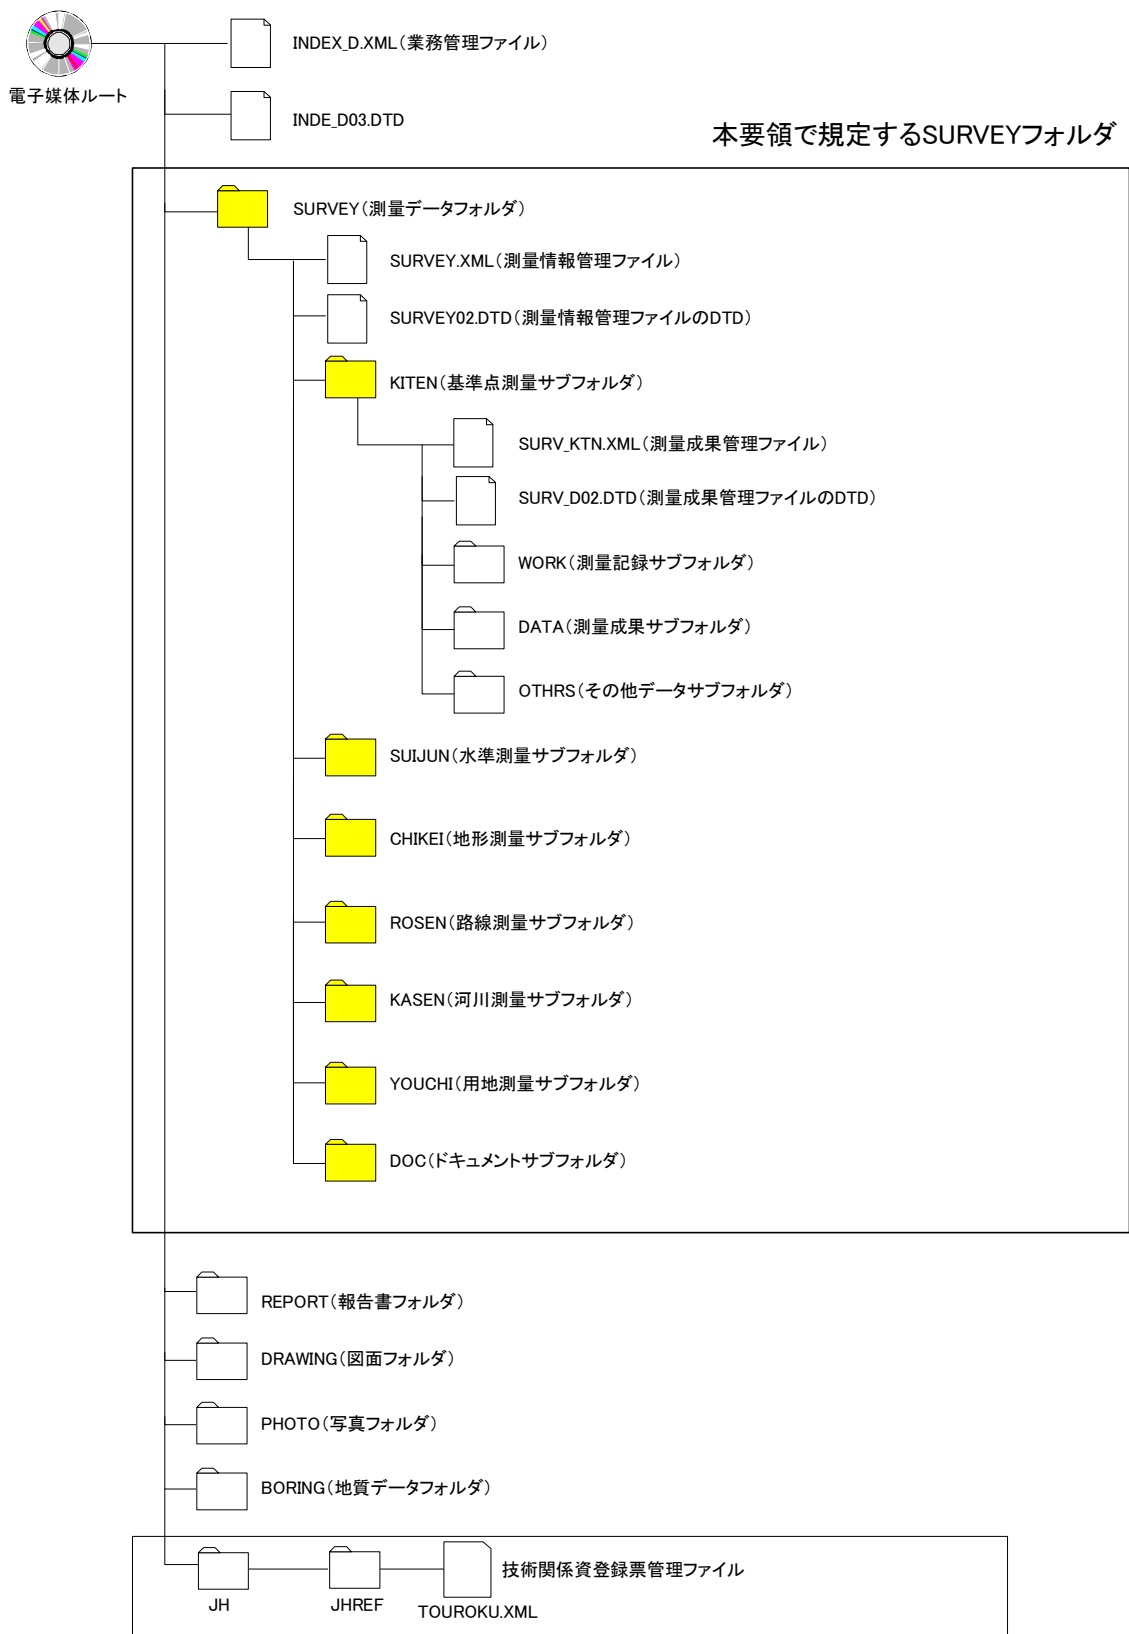 INDEX_D.XML(業務管理ファイル)
電子媒体ルート
INDE_D03.DTD
本要領で規定するSURVEYフォルダ
SURVEY(測量データフォルダ)
SURVEY.XML(測量情報管理ファイル)
SURVEY02.DTD(測量情報管理ファイルのDTD)
KITEN(基準点測量サブフォルダ)
SURV_KTN.XML(測量成果管理ファイル)
SURV_D02.DTD(測量成果管理ファイルのDTD)
WORK(測量記録サブフォルダ)
DATA(測量成果サブフォルダ)
OTHRS(その他データサブフォルダ)
SUIJUN(水準測量サブフォルダ)
CHIKEI(地形測量サブフォルダ)
ROSEN(路線測量サブフォルダ)
KASEN(河川測量サブフォルダ)
YOUCHI(用地測量サブフォルダ)
DOC(ドキュメントサブフォルダ)
REPORT(報告書フォルダ)
DRAWING(図面フォルダ)
PHOTO(写真フォルダ)
BORING(地質データフォルダ)
技術関係資登録票管理ファイル
JH
JHREF
TOUROKU.XML